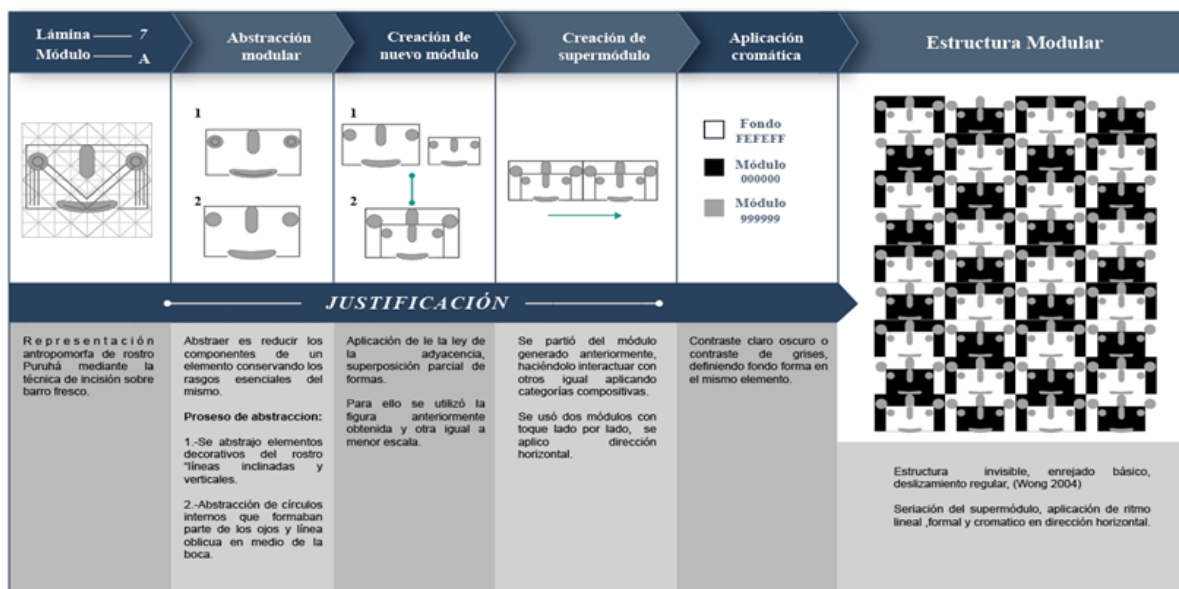 Lámina —— 7
Módulo —— A
Abstracción
modular
Creación de
nuevo módulo
Creación de
supermódulo
Aplicación
cromática
Estructura Modular
1
2
1
2
Fondo
FEFEFF
Módulo
000000
Módulo
999999
JUSTIFICACIÓN
Representación
antropomorfa de rostro
Puruhá mediante la
técnica de incisión sobre
barro fresco.
Abstraer es reducir los
componentes de un
elemento conservando los
rasgos esenciales del
mismo.
Proseso de abstraccion:
1.-Se abstrajo elementos
decorativos del rostro
"líneas inclinadas y
verticales.
2.-Abstracción de círculos
internos que formaban
parte de los ojos y línea
oblicua en medio de la
boca.
Aplicación de le la ley de
la adyacencia,
superposición parcial de
formas.
Para ello se utilizó la
figura anteriormente
obtenida y otra igual a
menor escala.
Se partió del módulo
generado anteriormente,
haciéndolo interactuar con
otros igual aplicando
categorías compositivas.
Se usó dos módulos con
toque lado por lado, se
aplico dirección
horizontal.
Contraste claro oscuro o
contraste de grises,
definiendo fondo forma en
el mismo elemento.
Estructura invisible, enrejado básico,
deslizamiento regular, (Wong 2004)
Seriación del supermódulo, aplicación de ritmo
lineal ,formal y cromatico en dirección horizontal.